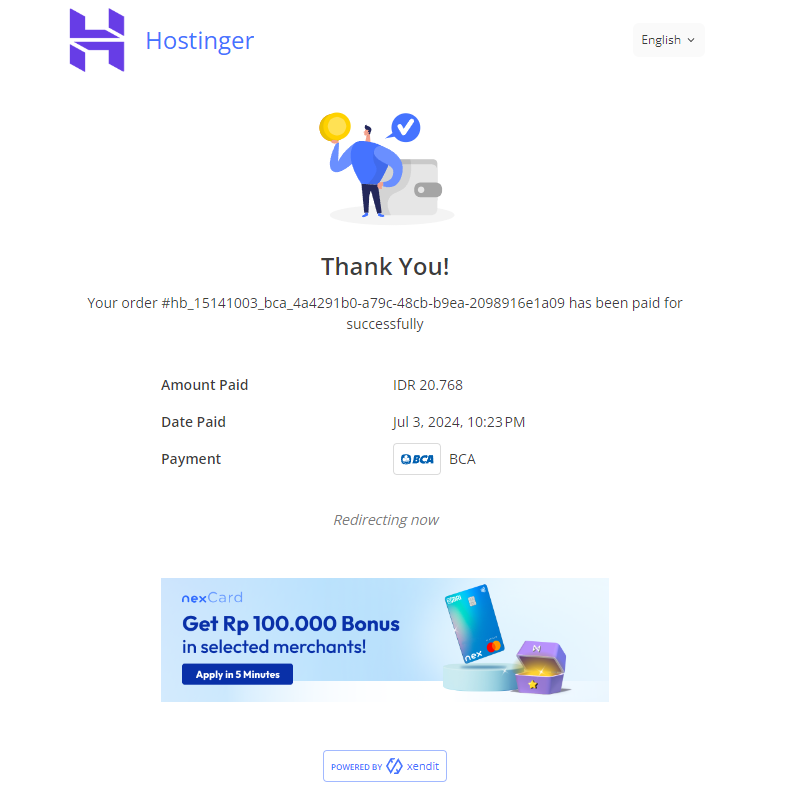 Hostinger
English
Thank You!
Your order #hb_15141003_bca_4a4291b0-a79c-48cb-b9ea-2098916e1a09 has been paid for
successfully
Amount Paid IDR 20.768
Date Paid Jul 3, 2024, 10:23 PM
Payment BCA BCA
Redirecting now
nexCard
Get Rp 100.000 Bonus
in selected merchants!
Apply in 5 Minutes
nex
N
POWERED BY xendit